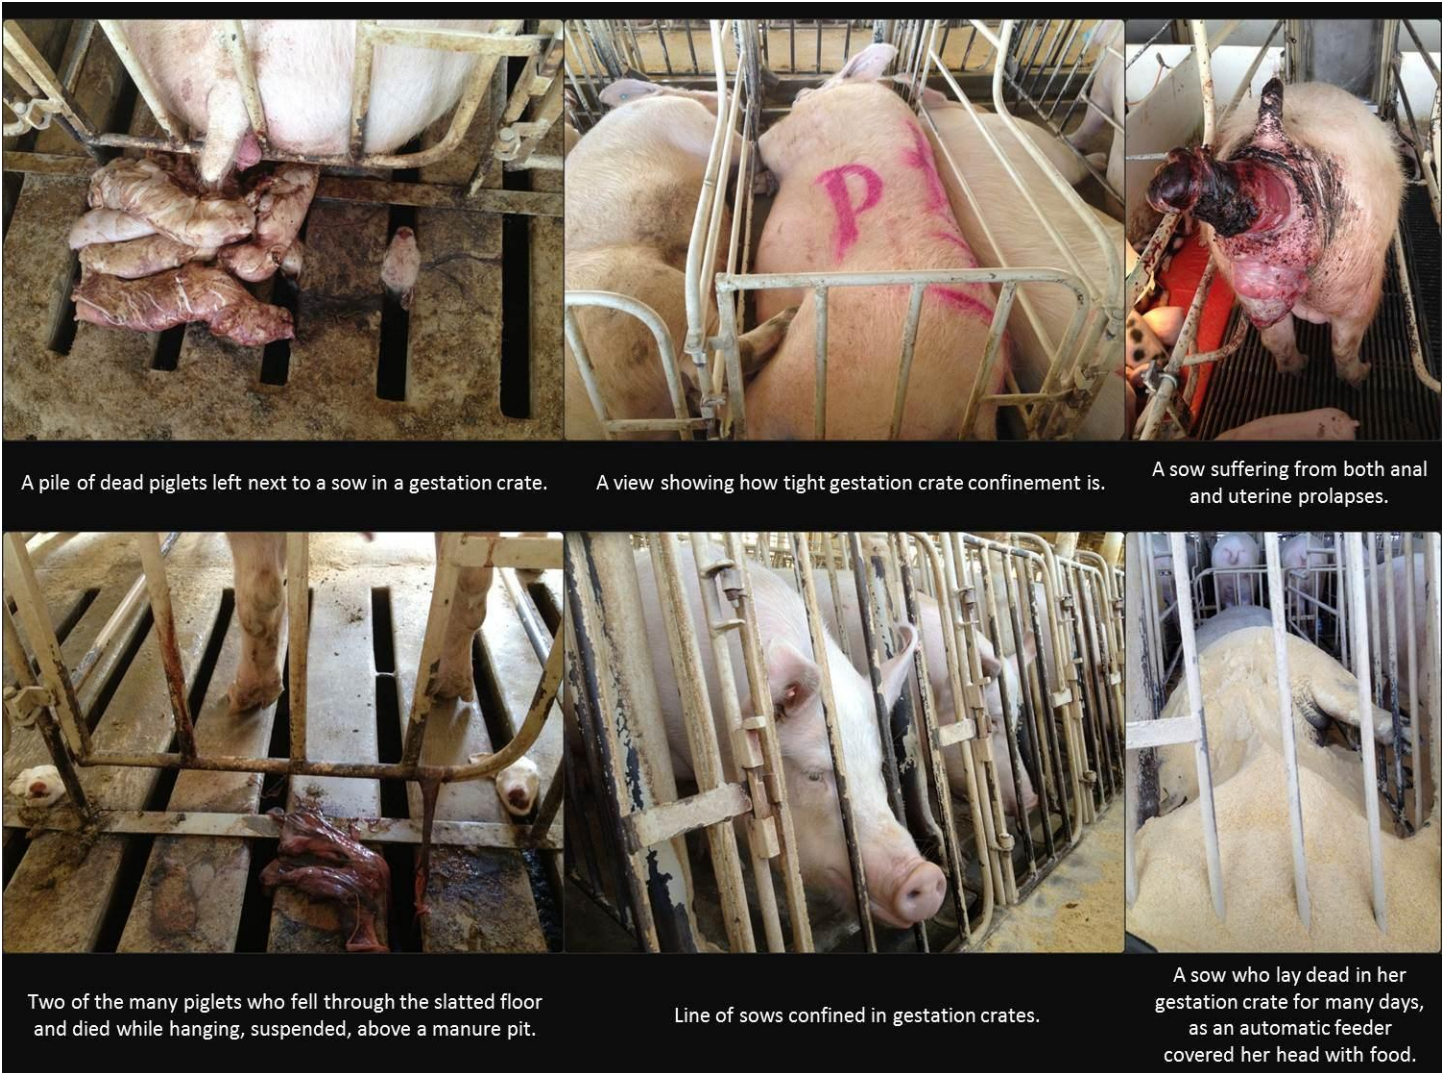 P
A pile of dead piglets left next to a sow in a gestation crate.
A view showing how tight gestation crate confinement is.
A sow suffering from both anal
and uterine prolapses.
Two of the many piglets who fell through the slatted floor
and died while hanging, suspended, above a manure pit.
Line of sows confined in gestation crates.
A sow who lay dead in her
gestation crate for many days,
as an automatic feeder
covered her head with food.